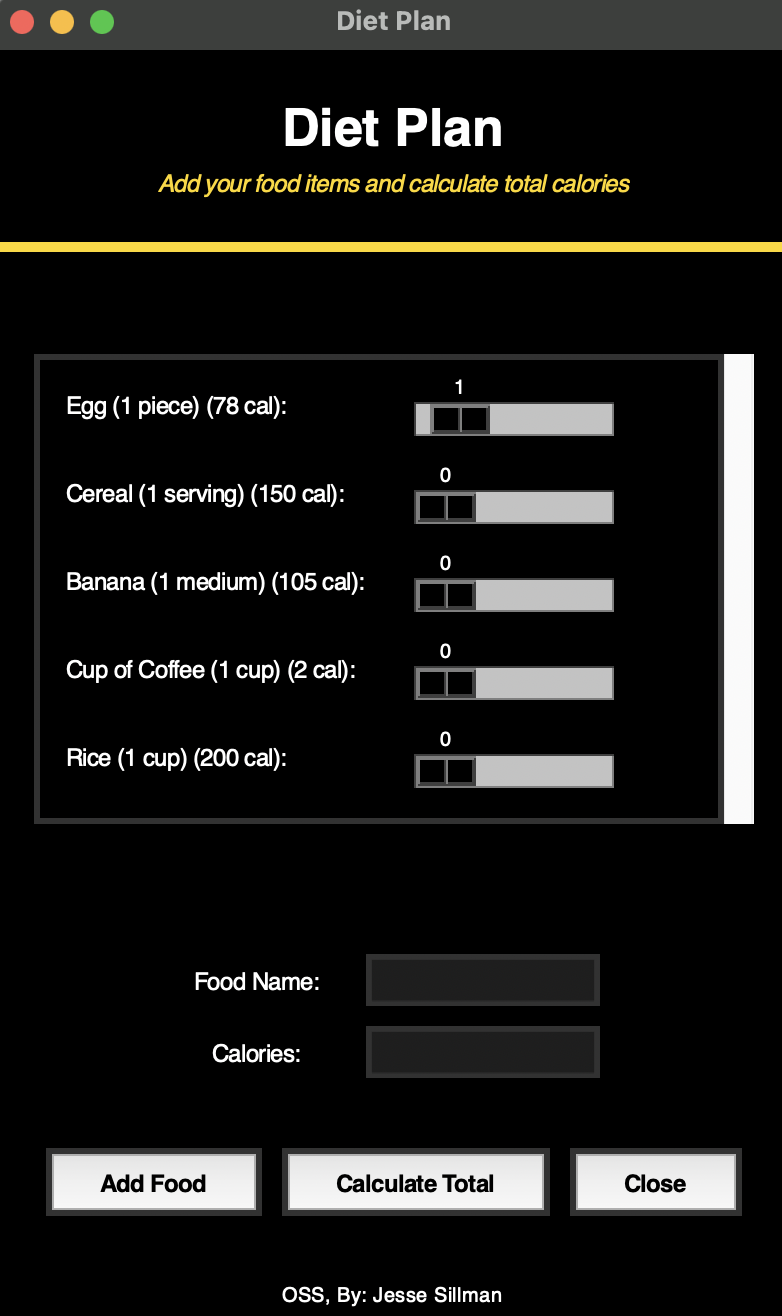 Diet Plan
Diet Plan
Add your food items and calculate total calories
1
Egg (1 piece) (78 cal):
0
Cereal (1 serving) (150 cal):
0
Banana (1 medium) (105 cal):
0
Cup of Coffee (1 cup) (2 cal):
0
Rice (1 cup) (200 cal):
Food Name:
Calories:
Add Food Calculate Total Close
OSS, By: Jesse Sillman